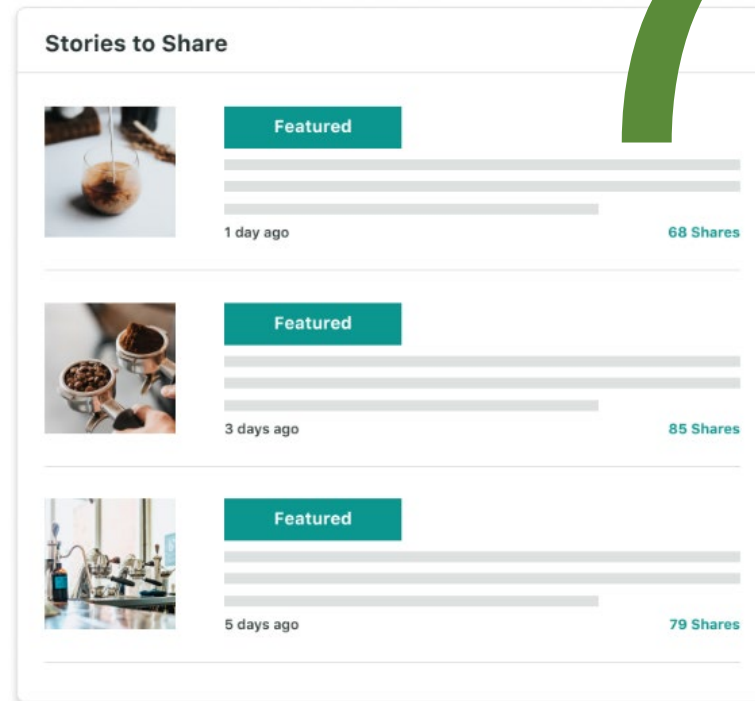 Stories to Share
Featured
1 day ago
68 Shares
Featured
3 days ago
85 Shares
Featured
5 days ago
79 Shares